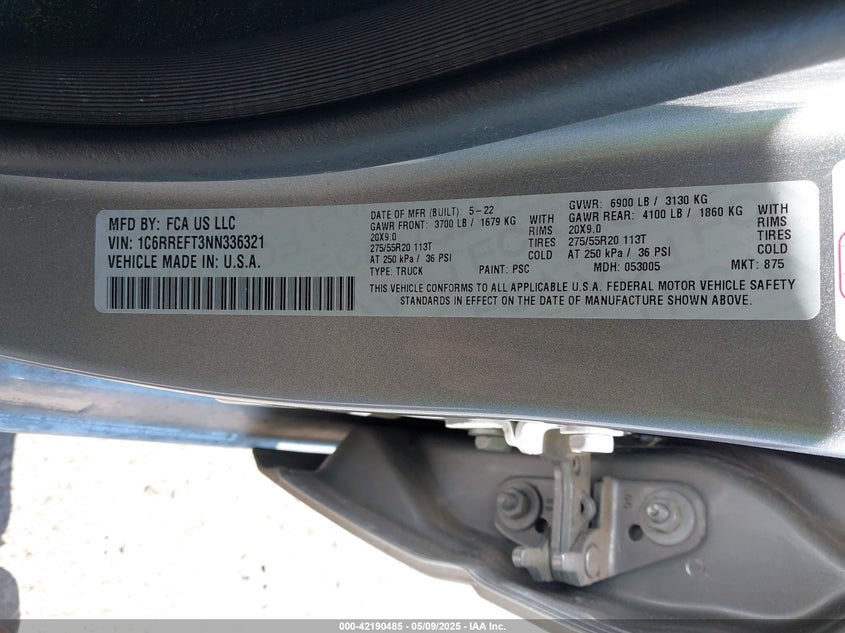 MFD BY: FCA US LLC
VIN: 1C6RREFT3NN336321
VEHICLE MADE IN: U.S.A.
DATE OF MFR (BUILT): 5-22
GAWR FRONT: 3700 LB / 1679 KG WITH
20X9.0 RIMS
275/55R20 113T TIRES
AT 250 kPa / 36 PSI COLD
TYPE: TRUCK PAINT: PSC
GVWR: 6900 LB / 3130 KG
GAWR REAR: 4100 LB / 1860 KG WITH
20X9.0 RIMS
275/55R20 113T TIRES
AT 250 kPa / 36 PSI COLD
MDH: 053005 MKT: 875
THIS VEHICLE CONFORMS TO ALL APPLICABLE U.S.A. FEDERAL MOTOR VEHICLE SAFETY
STANDARDS IN EFFECT ON THE DATE OF MANUFACTURE SHOWN ABOVE.
000-42190485 - 05/09/2025 - IAA Inc.